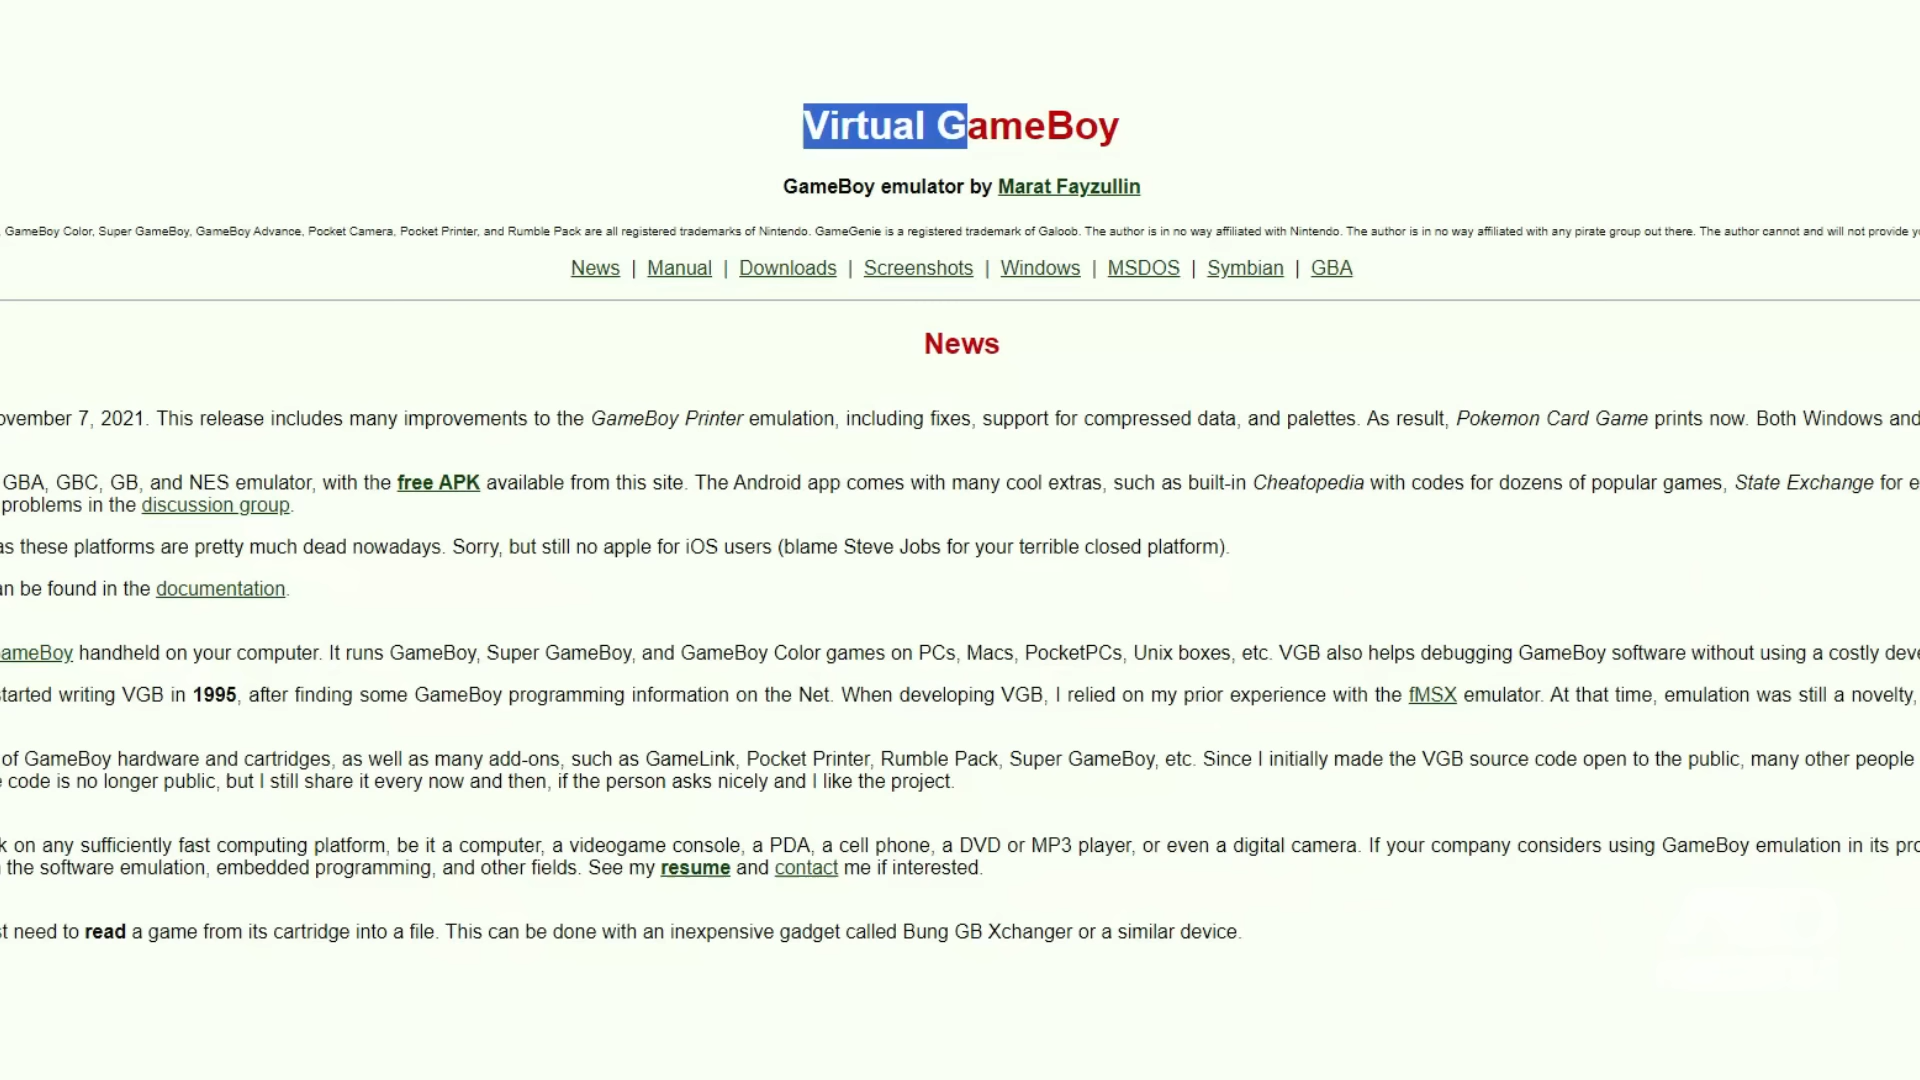 Virtual GameBoy
GameBoy emulator by Marat Fayzullin
GameBoy Color, Super GameBoy, GameBoy Advance, Pocket Camera, Pocket Printer, and Rumble Pack are all registered trademarks of Nintendo. GameGenie is a registered trademark of Galoob. The author is in no way affiliated with Nintendo. The author is in no way affiliated with any pirate group out there. The author cannot and will not provide
News | Manual | Downloads | Screenshots | Windows | MSDOS | Symbian | GBA
News
ovember 7, 2021. This release includes many improvements to the GameBoy Printer emulation, including fixes, support for compressed data, and palettes. As result, Pokemon Card Game prints now. Both Windows and
GBA, GBC, GB, and NES emulator, with the free APK available from this site. The Android app comes with many cool extras, such as built-in Cheatopedia with codes for dozens of popular games, State Exchange for
problems in the discussion group.
as these platforms are pretty much dead nowadays. Sorry, but still no apple for iOS users (blame Steve Jobs for your terrible closed platform).
an be found in the documentation.
ameBoy handheld on your computer. It runs GameBoy, Super GameBoy, and GameBoy Color games on PCs, Macs, PocketPCs, Unix boxes, etc. VGB also helps debugging GameBoy software without using a costly deve
started writing VGB in 1995, after finding some GameBoy programming information on the Net. When developing VGB, I relied on my prior experience with the fMSX emulator. At that time, emulation was still a novelty,
of GameBoy hardware and cartridges, as well as many add-ons, such as GameLink, Pocket Printer, Rumble Pack, Super GameBoy, etc. Since I initially made the VGB source code open to the public, many other people
code is no longer public, but I still share it every now and then, if the person asks nicely and I like the project.
k on any sufficiently fast computing platform, be it a computer, a videogame console, a PDA, a cell phone, a DVD or MP3 player, or even a digital camera. If your company considers using GameBoy emulation in its pro
the software emulation, embedded programming, and other fields. See my resume and contact me if interested.
t need to read a game from its cartridge into a file. This can be done with an inexpensive gadget called Bung GB Xchanger or a similar device.